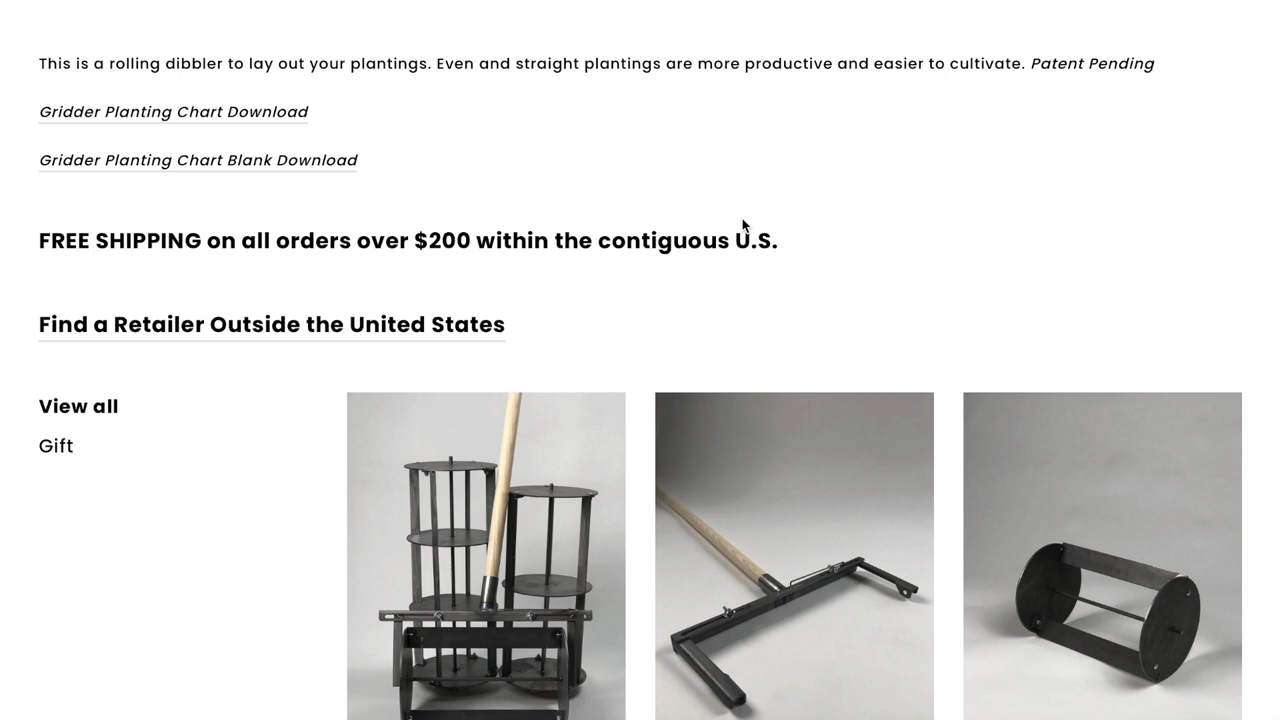 This is a rolling dibbler to lay out your plantings. Even and straight plantings are more productive and easier to cultivate. Patent Pending
Gridder Planting Chart Download
Gridder Planting Chart Blank Download
FREE SHIPPING on all orders over $200 within the contiguous U.S.
Find a Retailer Outside the United States
View all
Gift